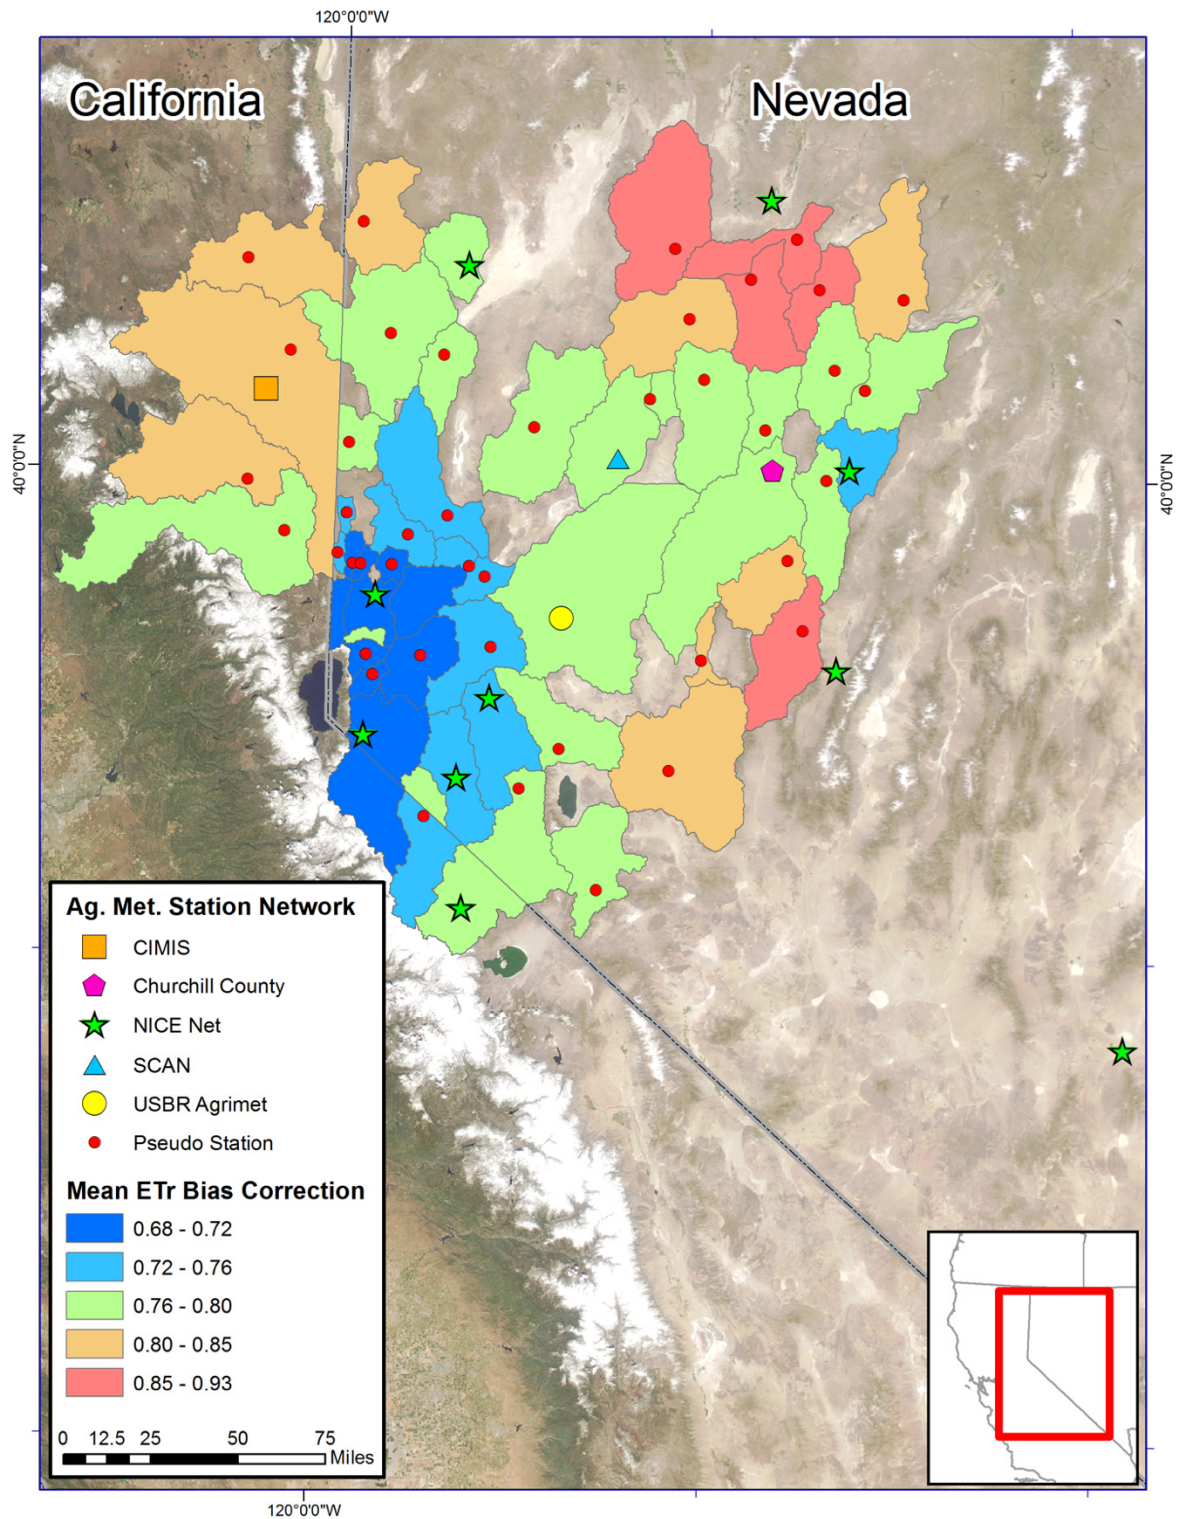 120°0'0"W
California
Nevada
40°0'0"N
40°0'0"N
Ag. Met. Station Network
CIMIS
Churchill County
NICE Net
SCAN
USBR Agrimet
Pseudo Station
Mean ETr Bias Correction
0.68 - 0.72
0.72 - 0.76
0.76 - 0.80
0.80 - 0.85
0.85 - 0.93
0 12.5 25 50 75
Miles
120°0'0"W